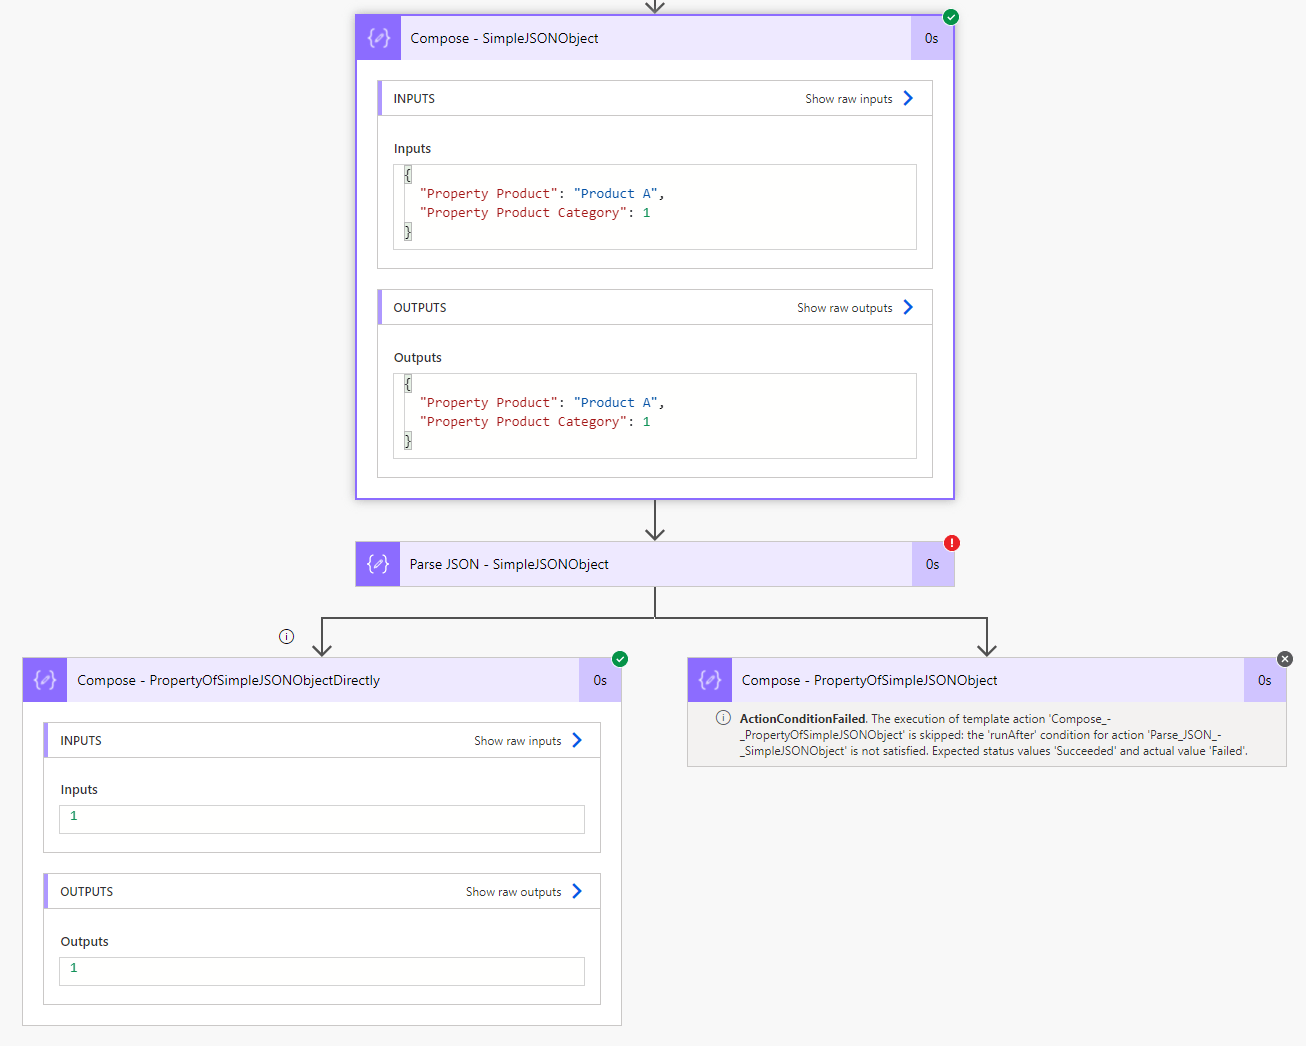 Compose - SimpleJSONObject
0s
INPUTS
Show raw inputs
Inputs
{
"Property Product": "Product A",
"Property Product Category": 1
}
OUTPUTS
Show raw outputs
Outputs
{
"Property Product": "Product A",
"Property Product Category": 1
}
Parse JSON - SimpleJSONObject
0s
Compose - PropertyOfSimpleJSONObjectDirectly
0s
INPUTS
Show raw inputs
Inputs
1
OUTPUTS
Show raw outputs
Outputs
1
Compose - PropertyOfSimpleJSONObject
0s
ActionConditionFailed. The execution of template action 'Compose_-
_PropertyOfSimpleJSONObject' is skipped: the 'runAfter' condition for action 'Parse_JSON_-
_SimpleJSONObject' is not satisfied. Expected status values 'Succeeded' and actual value 'Failed'.